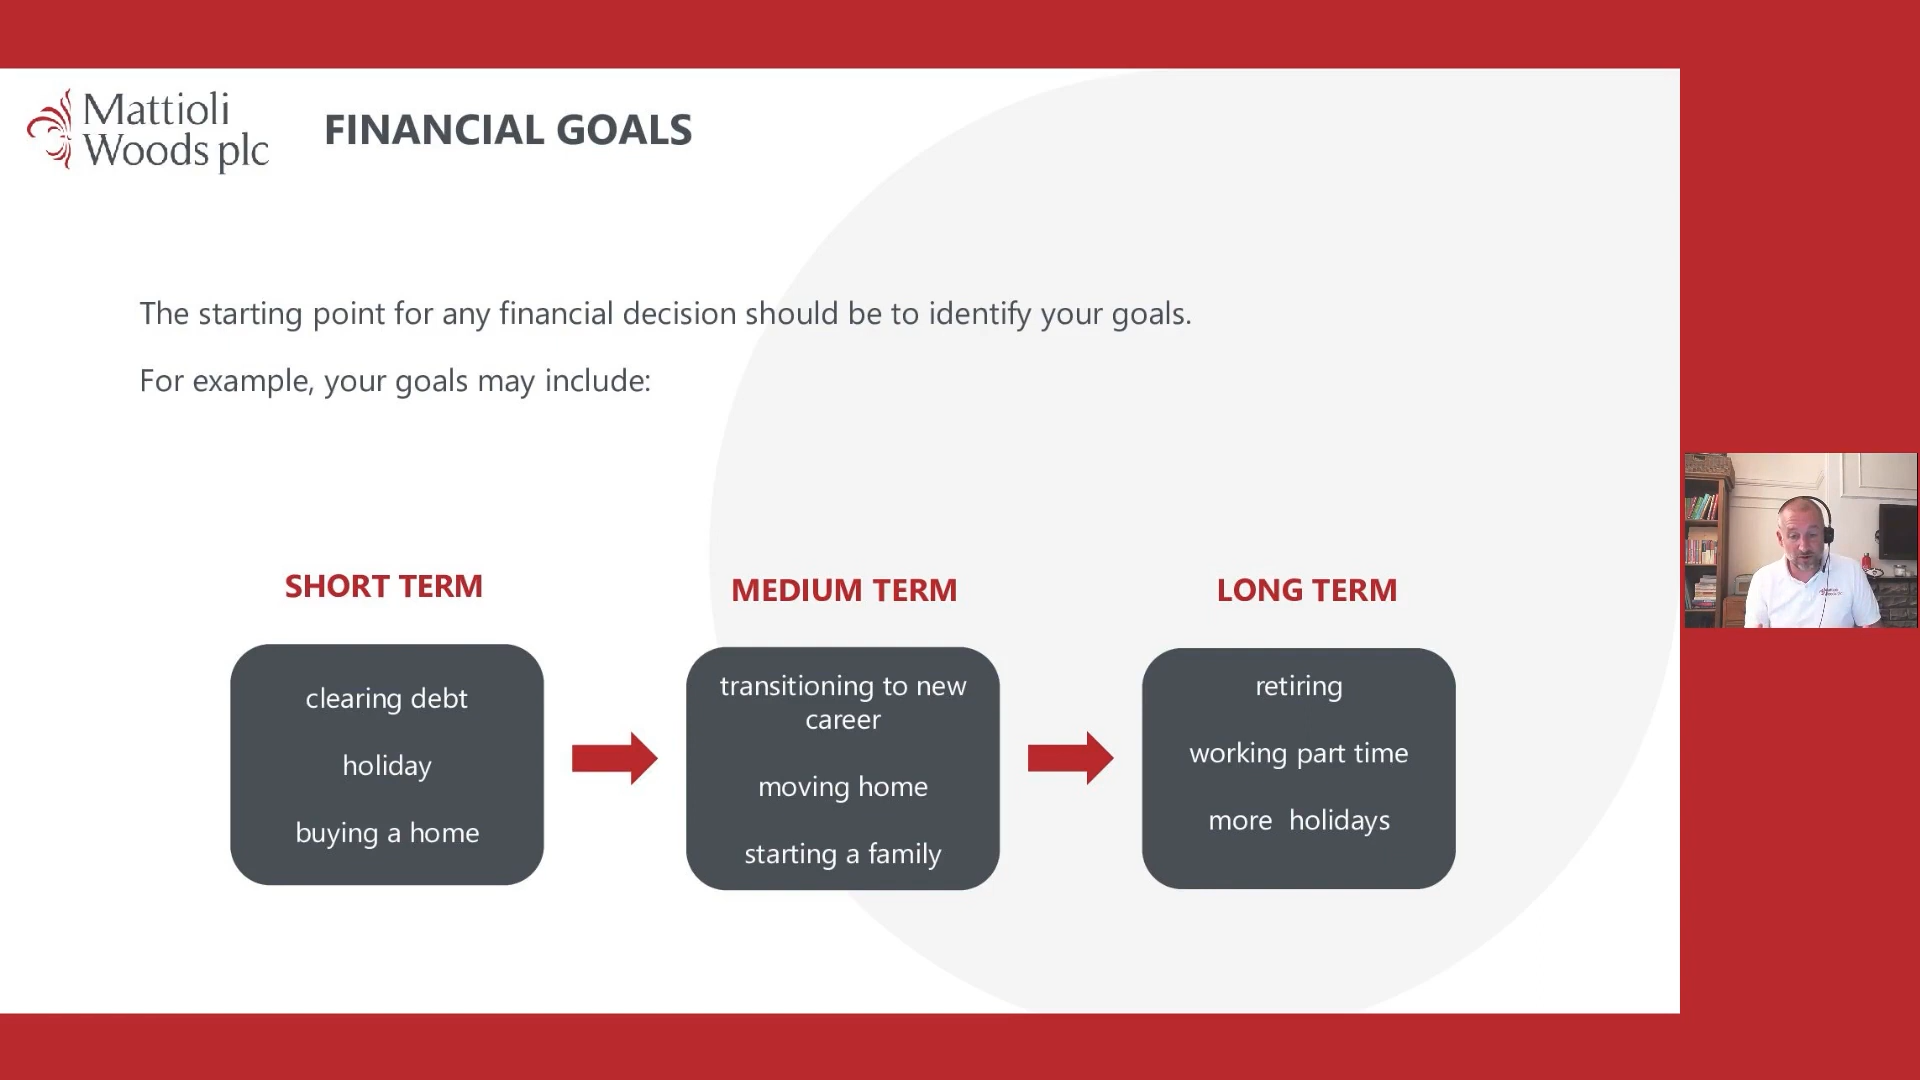 Mattioli
Woods plc
FINANCIAL GOALS
The starting point for any financial decision should be to identify your goals.
For example, your goals may include:
SHORT TERM
clearing debt
holiday
buying a home
MEDIUM TERM
transitioning to new
career
moving home
starting a family
LONG TERM
retiring
working part time
more  holidays